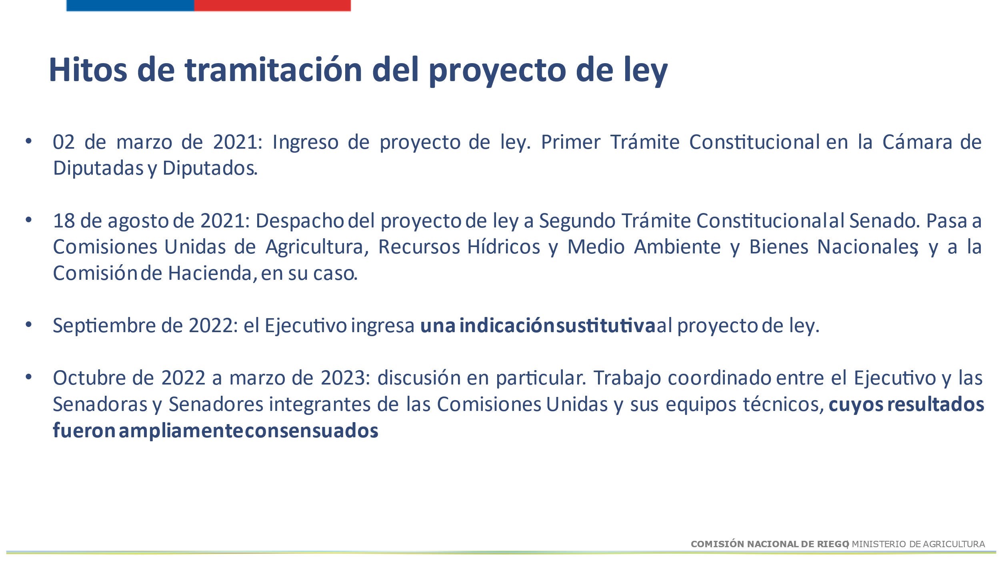 Hitos de tramitación del proyecto de ley
• 02 de marzo de 2021: Ingreso de proyecto de ley. Primer Trámite Constitucional en la Cámara de
Diputadas y Diputados.
• 18 de agosto de 2021: Despacho del proyecto de ley a Segundo Trámite Constitucional al Senado. Pasa a
Comisiones Unidas de Agricultura, Recursos Hídricos y Medio Ambiente y Bienes Nacionales; y a la
Comisión de Hacienda, en su caso.
• Septiembre de 2022: el Ejecutivo ingresa una indicación sustitutiva al proyecto de ley.
• Octubre de 2022 a marzo de 2023: discusión en particular. Trabajo coordinado entre el Ejecutivo y las
Senadoras y Senadores integrantes de las Comisiones Unidas y sus equipos técnicos, cuyos resultados
fueron ampliamente consensuados.
COMISIÓN NACIONAL DE RIEGO | MINISTERIO DE AGRICULTURA